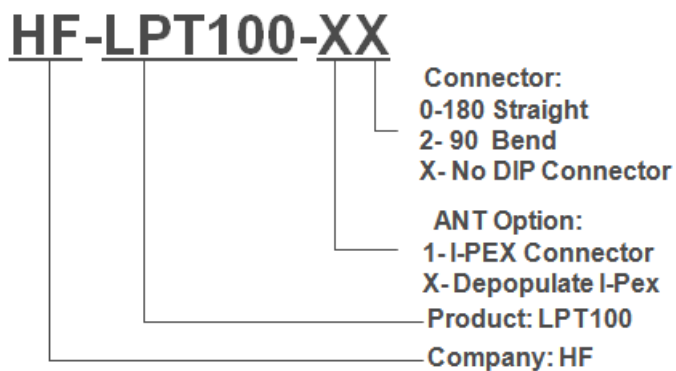 HF-LPT100-XX
Connector:
0-180 Straight
2- 90 Bend
X- No DIP Connector
ANT Option:
1- I-PEX Connector
X- Depopulate I-Pex
Product: LPT100
Company: HF